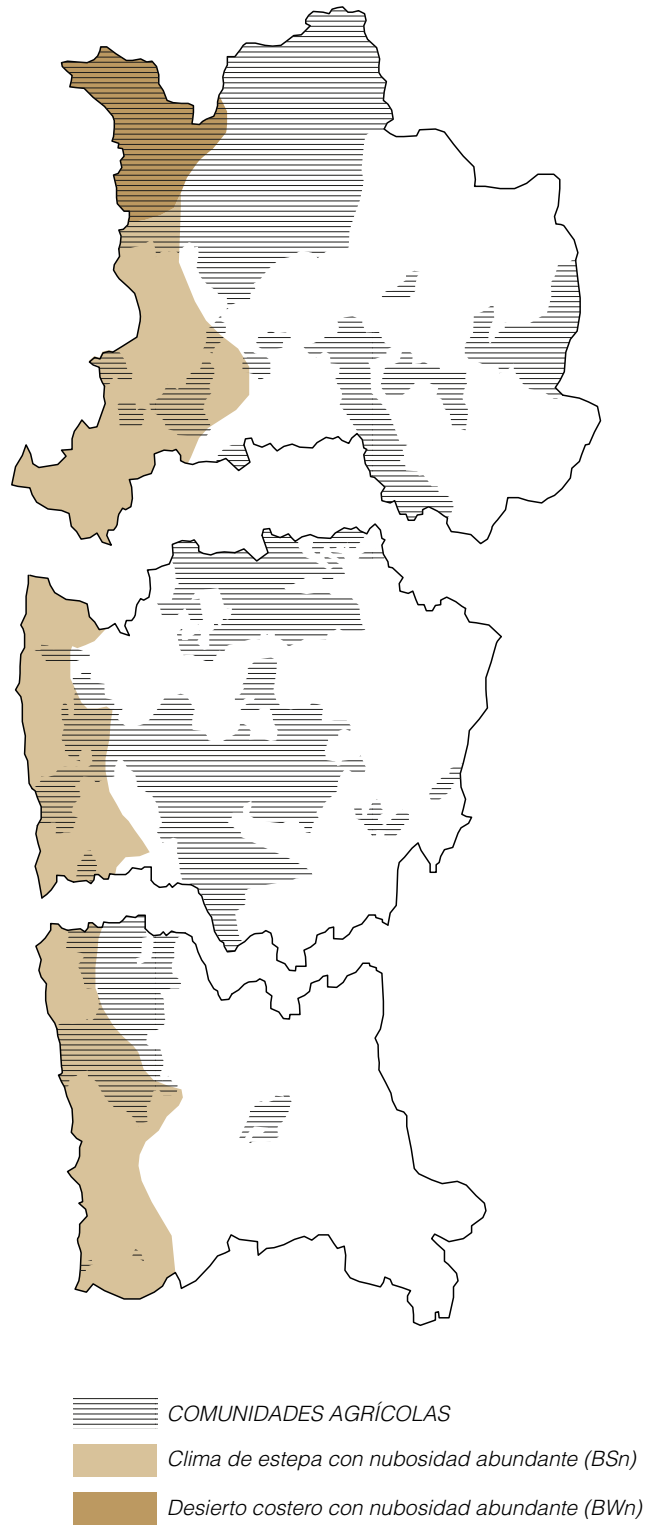 COMUNIDADES AGRÍCOLAS
Clima de estepa con nubosidad abundante (BSn)
Desierto costero con nubosidad abundante (BWn)